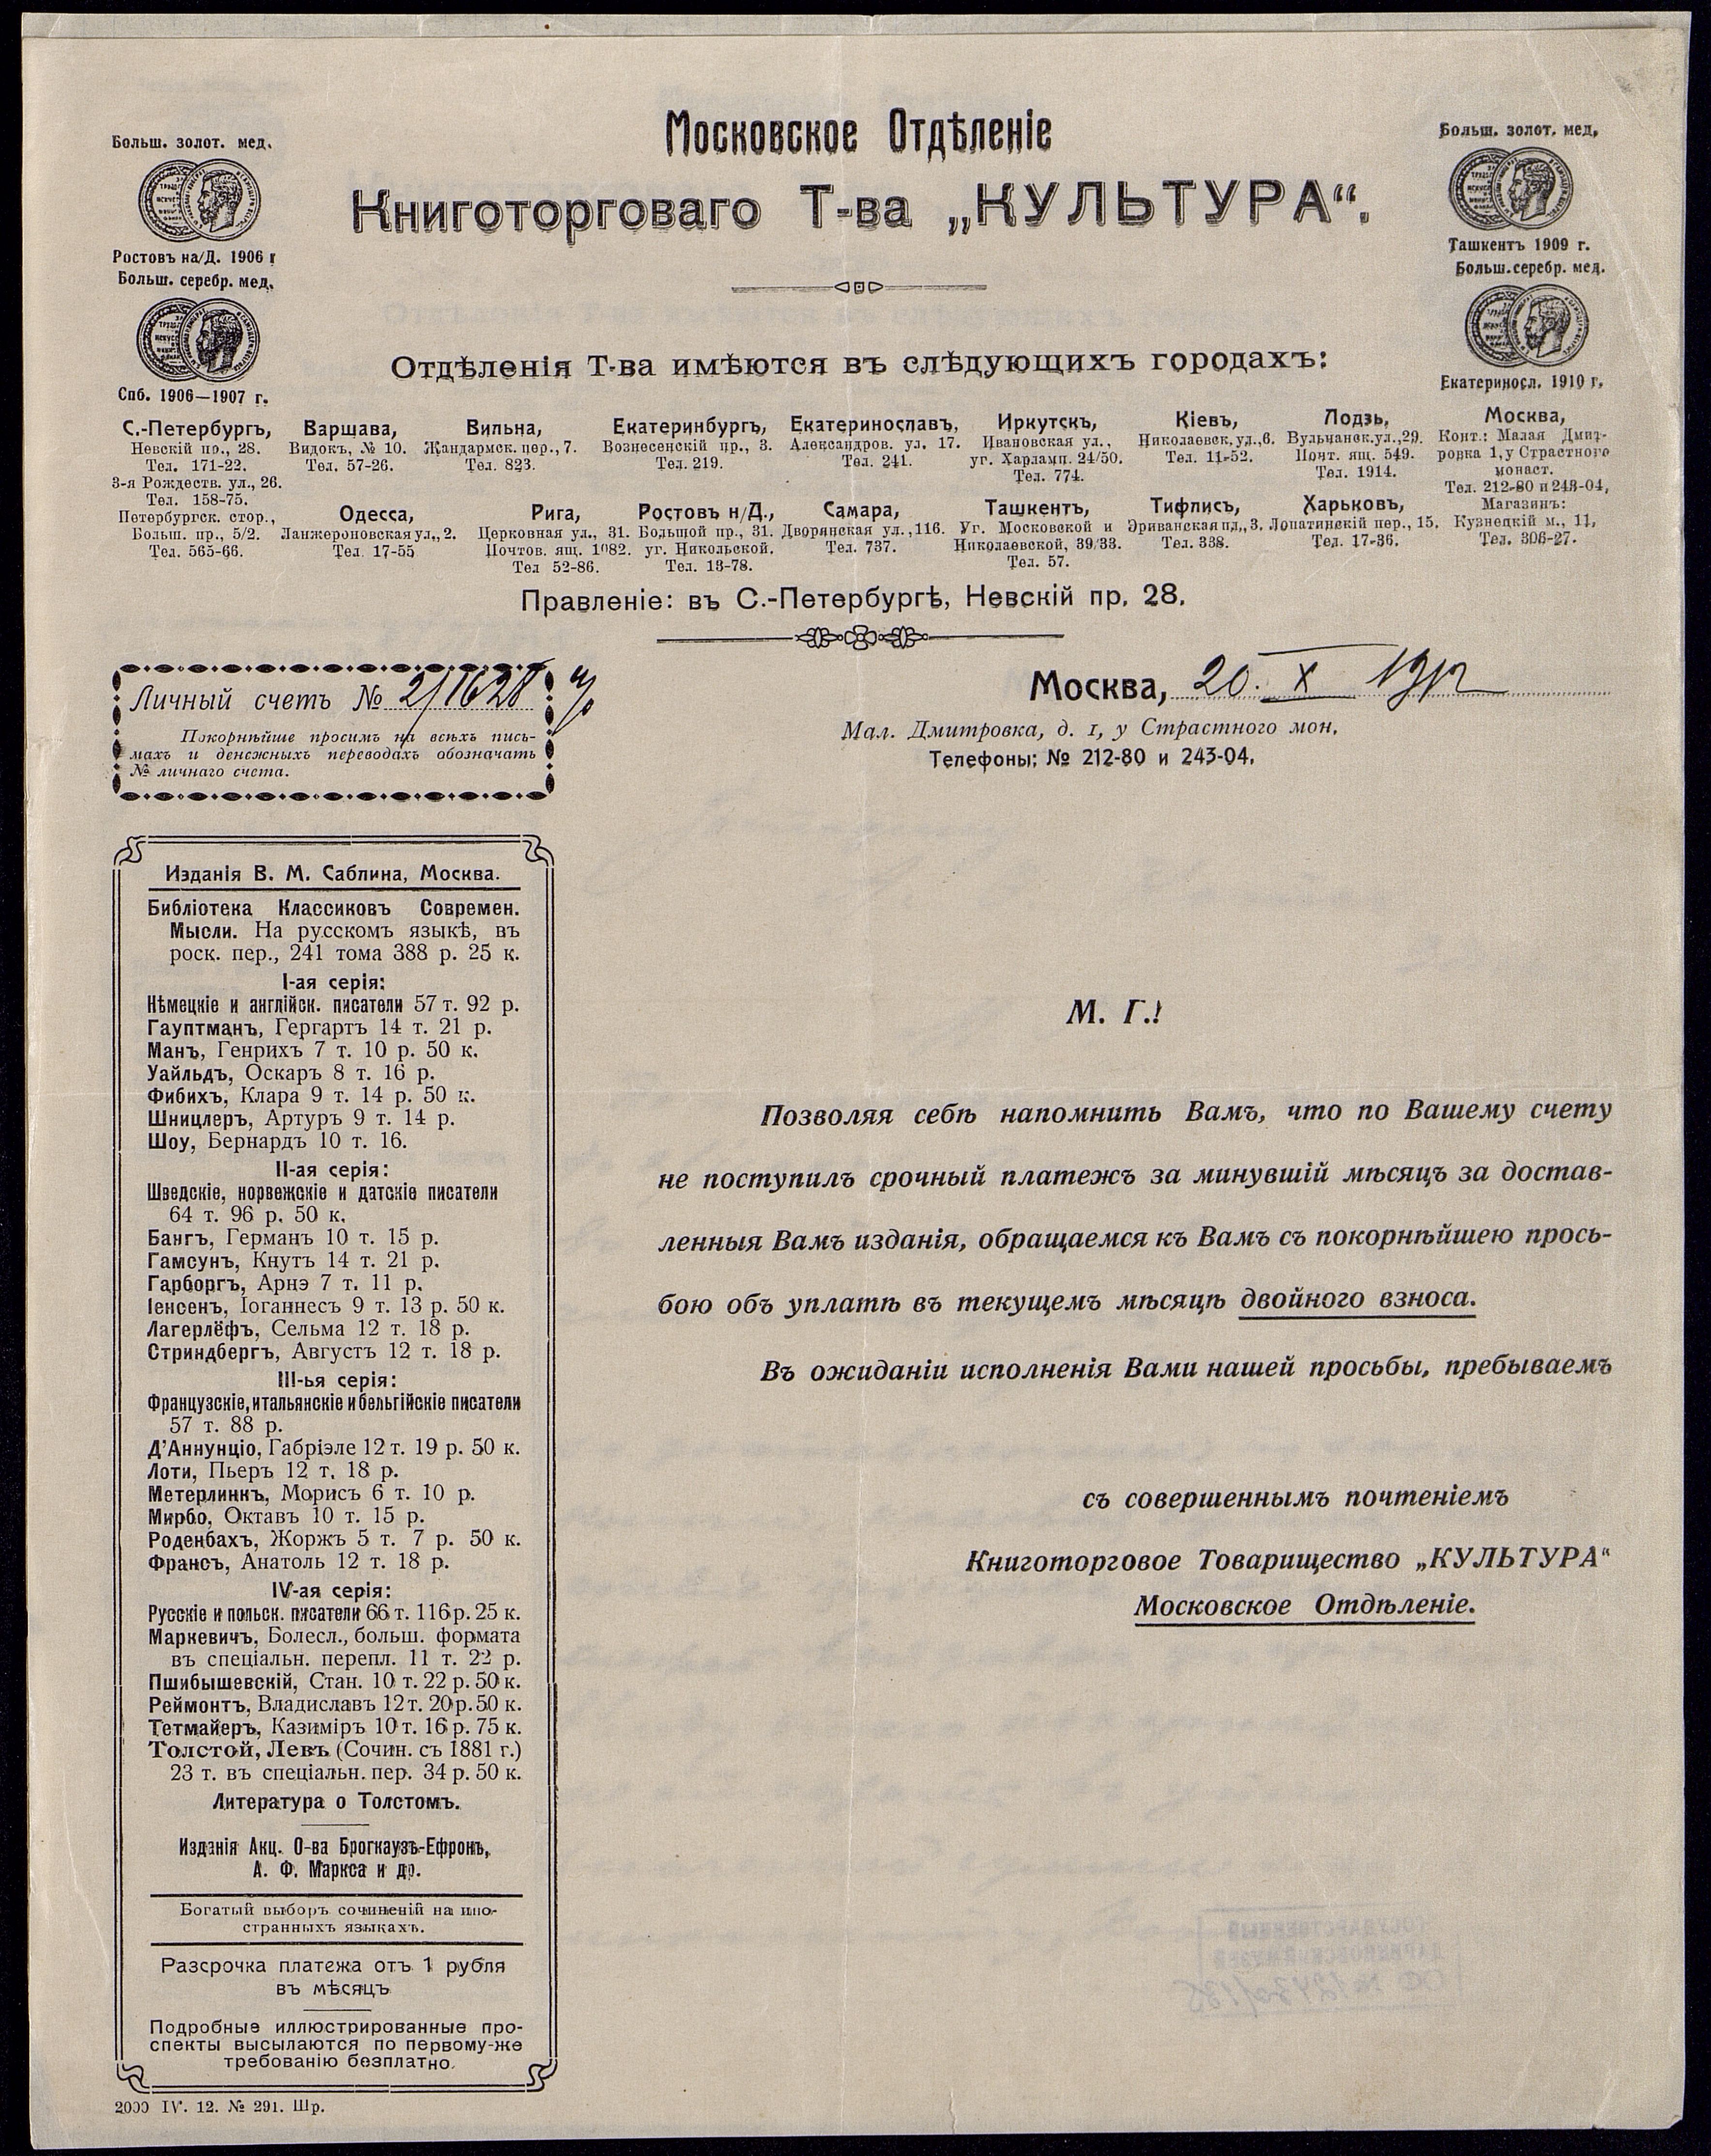 Больш. золот. мед.
Ростовъ на/Д. 1906 г
Больш. серебр. мед.
Спб. 1906—1907 г.
Московское Отдѣленіе
Книготорговаго Т-ва „КУЛЬТУРА“.
Больш. золот. мед.
Ташкентъ 1909 г.
Больш. серебр. мед.
Екатериносл. 1910 г.
Отдѣленія Т-ва имѣются въ слѣдующихъ городахъ:
С.-Петербургъ,
Невскій пр., 28.
Тел. 171-22.
3-я Рождеств. ул., 26.
Тел. 158-75.
Петербургск. стор.,
Больш. пр., 5/2.
Тел. 565-66.
Варшава,
Видокъ, № 10.
Тел. 57-26.
Вильна,
Жандармск. пер., 7.
Тел. 823.
Екатеринбургъ,
Вознесенскій пр., 3.
Тел. 219.
Екатеринославъ,
Александров. ул. 17.
Тел. 241.
Иркутскъ,
Ивановская ул.,
уг. Харламп. 24/50.
Тел. 774.
Кіевъ,
Николаевск. ул., 6.
Тел. 11-52.
Лодзь,
Вульчанск. ул., 29.
Почт. ящ. 549.
Тел. 1914.
Москва,
Конт.: Малая Дмит-
ровка 1, у Страстного
монаст.
Тел. 212-80 и 243-04,
Магазинъ:
Кузнецкій м., 11,
Тел. 306-27.
Одесса,
Ланжероновская ул., 2.
Тел. 17-55
Рига,
Церковная ул., 31.
Почтов. ящ. 1082.
Тел 52-86.
Ростовъ н/Д.,
Большой пр., 31.
уг. Никольской.
Тел. 13-78.
Самара,
Дворянская ул., 116.
Тел. 737.
Ташкентъ,
Уг. Московской и
Николаевской, 39/33.
Тел. 57.
Тифлисъ,
Эриванская пл., 3.
Тел. 338.
Харьковъ,
Лопатинскій пер., 15.
Тел. 17-36.
Правленіе: въ С.-Петербургѣ, Невскій пр. 28.
Личный счетъ № 2/1628
Покорнѣйше просимъ на всѣхъ пись-
махъ и денежныхъ переводахъ обозначать
№ личнаго счета.
Москва, 20. X 1912
Мал. Дмитровка, д. 1, у Страстного мон.
Телефоны: № 212-80 и 243-04.
Изданія В. М. Саблина, Москва.
Библіотека Классиковъ Современ.
Мысли. На русскомъ языкѣ, въ
роск. пер., 241 тома 388 р. 25 к.
I-ая серія:
Нѣмецкіе и англійск. писатели 57 т. 92 р.
Гауптманъ, Гергартъ 14 т. 21 р.
Манъ, Генрихъ 7 т. 10 р. 50 к.
Уайльдъ, Оскаръ 8 т. 16 р.
Фибихъ, Клара 9 т. 14 р. 50 к.
Шницлеръ, Артуръ 9 т. 14 р.
Шоу, Бернардъ 10 т. 16.
II-ая серія:
Шведскіе, норвежскіе и датскіе писатели
64 т. 96 р. 50 к.
Бангъ, Германъ 10 т. 15 р.
Гамсунъ, Кнутъ 14 т. 21 р.
Гарборгъ, Арнэ 7 т. 11 р.
Іенсенъ, Іоганнесъ 9 т. 13 р. 50 к.
Лагерлёфъ, Сельма 12 т. 18 р.
Стриндбергъ, Августъ 12 т. 18 р.
III-ья серія:
Французскіе, итальянскіе и бельгійскіе писатели
57 т. 88 р.
Д'Аннунціо, Габріэле 12 т. 19 р. 50 к.
Лоти, Пьеръ 12 т. 18 р.
Метерлинкъ, Морисъ 6 т. 10 р.
Мирбо, Октавъ 10 т. 15 р.
Роденбахъ, Жоржъ 5 т. 7 р. 50 к.
Франсъ, Анатоль 12 т. 18 р.
IV-ая серія:
Русскіе и польск. писатели 66 т. 116 р. 25 к.
Маркевичъ, Болесл., больш. формата
въ спеціальн. перепл. 11 т. 22 р.
Пшибышевскій, Стан. 10 т. 22 р. 50 к.
Реймонтъ, Владиславъ 12 т. 20 р. 50 к.
Тетмайеръ, Казиміръ 10 т. 16 р. 75 к.
Толстой, Левъ (Сочин. съ 1881 г.)
23 т. въ спеціальн. пер. 34 р. 50 к.
Литература о Толстомъ.
Изданія Акц. О-ва Брогкаузъ-Ефронъ,
А. Ф. Маркса и др.
Богатый выборъ сочиненій на ино-
странныхъ языкахъ.
Разсрочка платежа отъ 1 рубля
въ мѣсяцъ
Подробные иллюстрированные про-
спекты высылаются по первому-же
требованію безплатно.
2000 IV. 12. № 291. Шр.
М. Г.!
Позволяя себѣ напомнить Вамъ, что по Вашему счету
не поступилъ срочный платежъ за минувшій мѣсяцъ за достав-
ленныя Вамъ изданія, обращаемся къ Вамъ съ покорнѣйшею прось-
бою объ уплатѣ въ текущемъ мѣсяцѣ двойного взноса.
Въ ожиданіи исполненія Вами нашей просьбы, пребываемъ
съ совершеннымъ почтеніемъ
Книготорговое Товарищество „КУЛЬТУРА“
Московское Отдѣленіе.